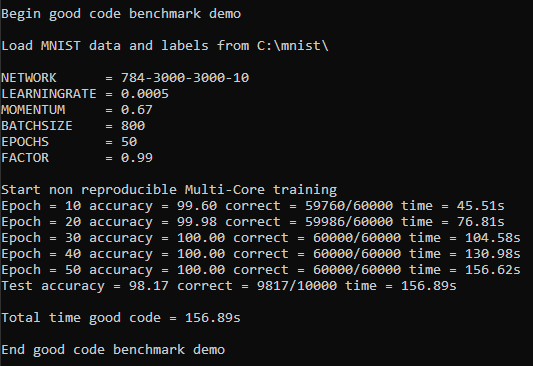 Begin good code benchmark demo
Load MNIST data and labels from C:\mnist\
NETWORK      = 784-3000-3000-10
LEARNINGRATE = 0.0005
MOMENTUM     = 0.67
BATCHSIZE    = 800
EPOCHS       = 50
FACTOR       = 0.99
Start non reproducible Multi-Core training
Epoch = 10 accuracy = 99.60 correct = 59760/60000 time = 45.51s
Epoch = 20 accuracy = 99.98 correct = 59986/60000 time = 76.81s
Epoch = 30 accuracy = 100.00 correct = 60000/60000 time = 104.58s
Epoch = 40 accuracy = 100.00 correct = 60000/60000 time = 130.98s
Epoch = 50 accuracy = 100.00 correct = 60000/60000 time = 156.62s
Test accuracy = 98.17 correct = 9817/10000 time = 156.89s
Total time good code = 156.89s
End good code benchmark demo